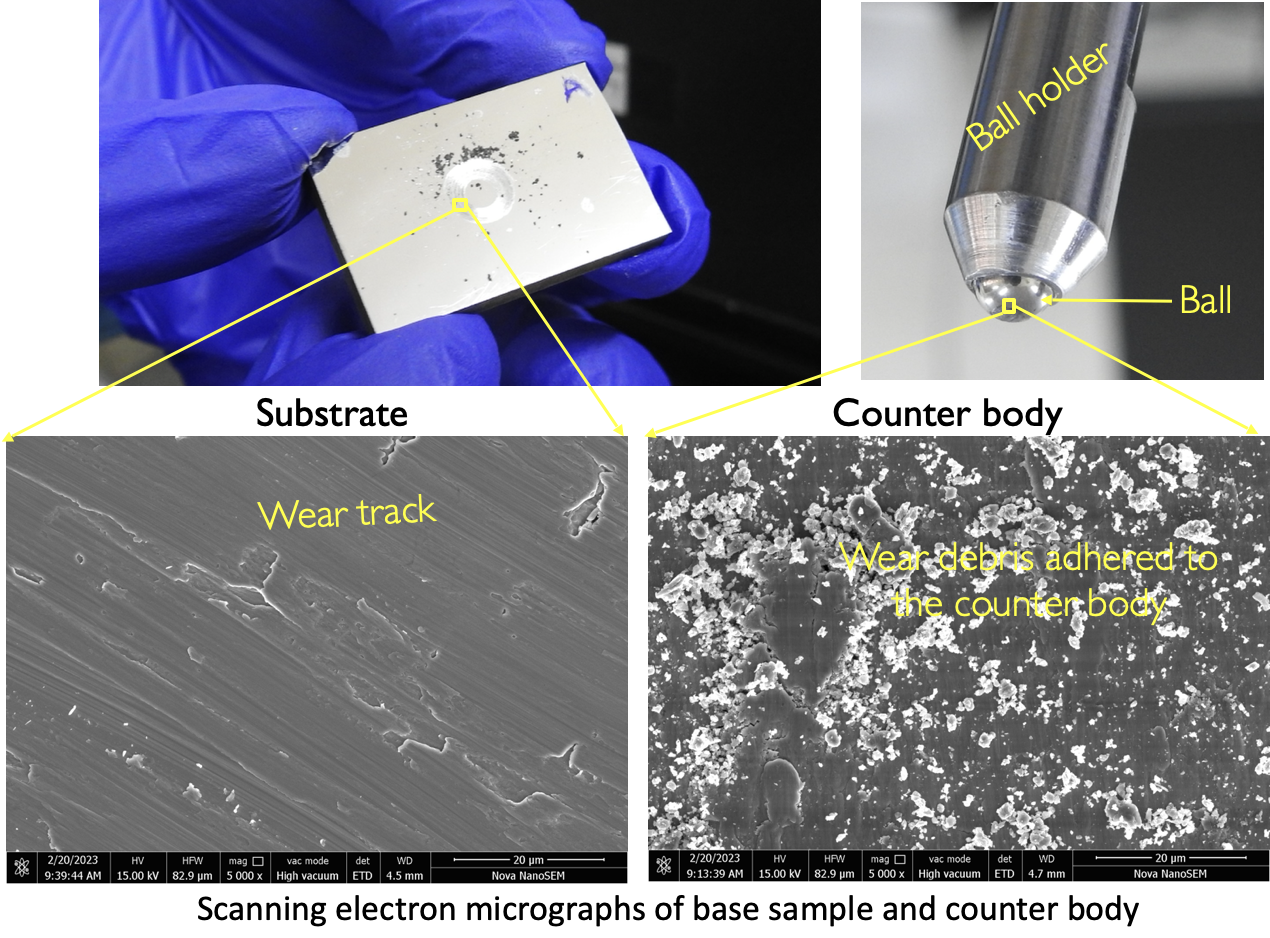 A
Ball holder
Ball
Substrate
Counter body
Wear track
Wear debris adhered to
the counter body
2/20/2023 HV HFW mag vac mode det WD 20 µm
9:39:44 AM 15.00 kV 82.9 µm 5 000 x High vacuum ETD 4.5 mm Nova NanoSEM
2/20/2023 HV HFW mag vac mode det WD 20 µm
9:13:39 AM 15.00 kV 82.9 µm 5 000 x High vacuum ETD 4.7 mm Nova NanoSEM
Scanning electron micrographs of base sample and counter body